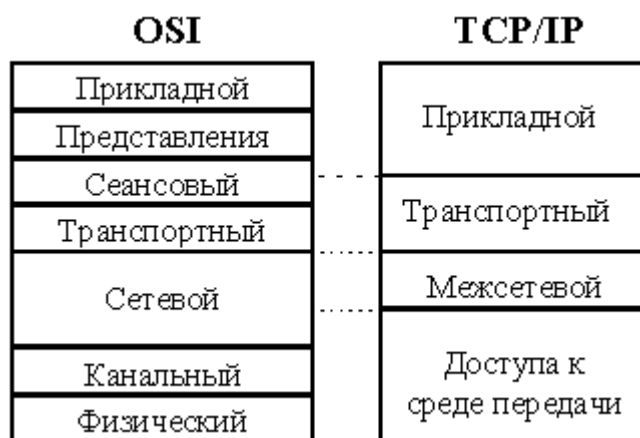 OSI
Прикладной
Представления
Сеансовый
Транспортный
Сетевой
Канальный
Физический
TCP/IP
Прикладной
Транспортный
Межсетевой
Доступа к
среде передачи